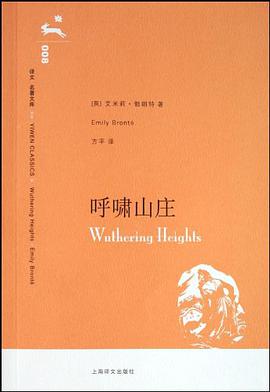 008
译文 名著文库
YIWEN CLASSICS
Wuthering Heights
Emily Brontë
[英] 艾米莉·勃朗特 著
Emily Brontë
方平 译
呼啸山庄
Wuthering Heights
上海译文出版社